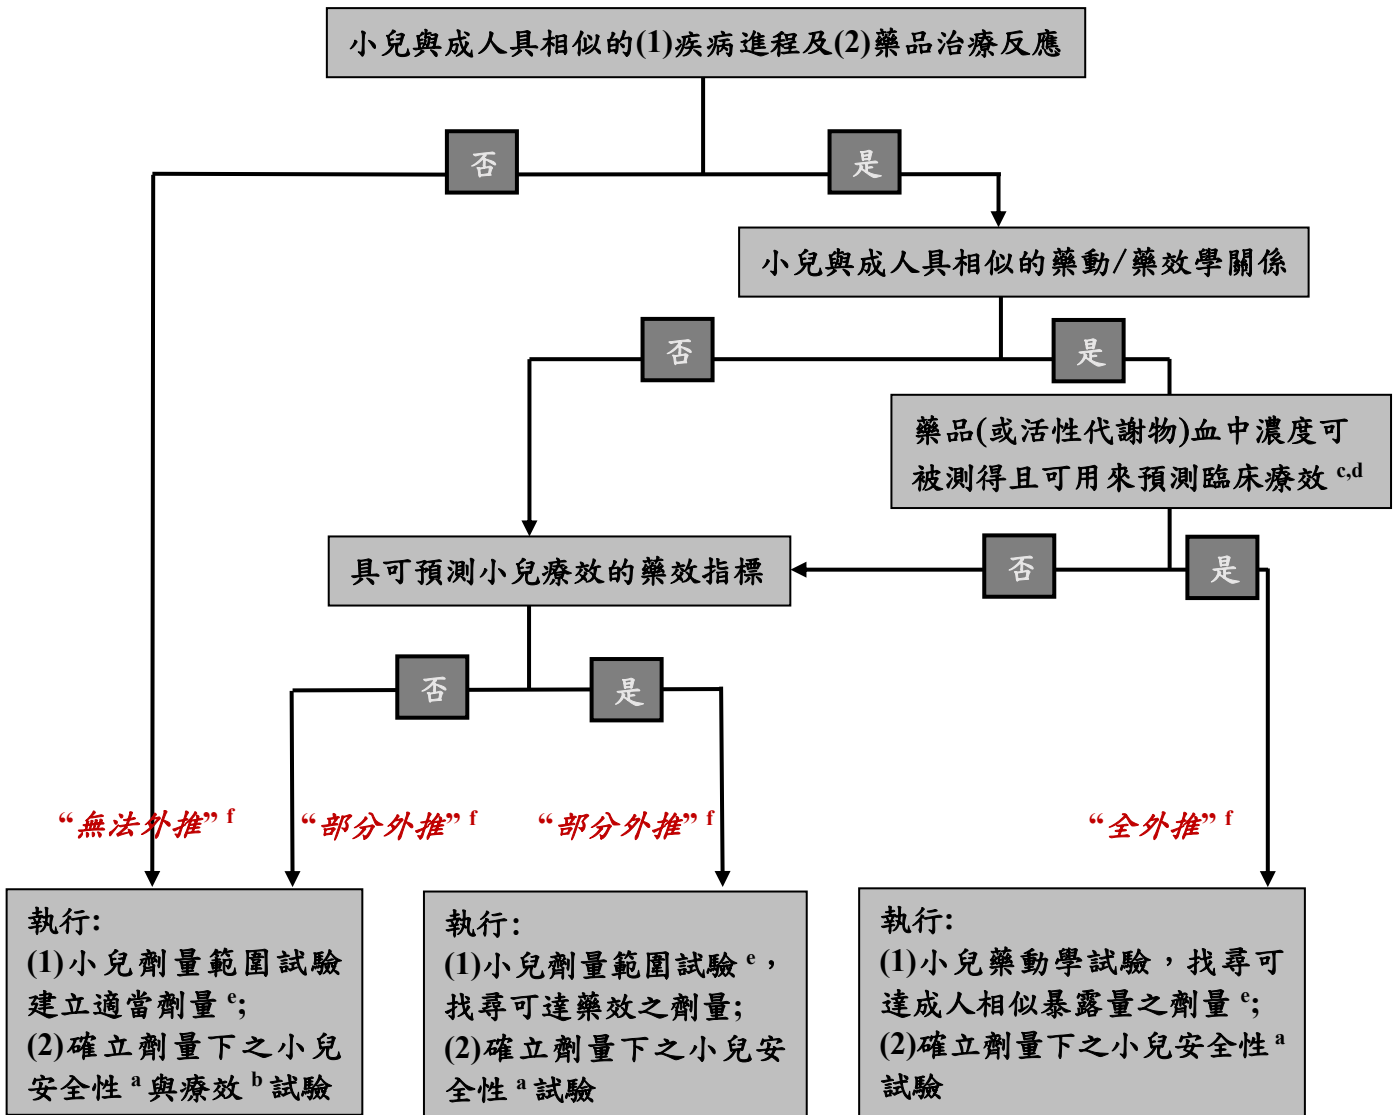 小兒與成人具相似的(1)疾病進程及(2)藥品治療反應
否
是
小兒與成人具相似的藥動/藥效學關係
否
是
藥品(或活性代謝物)血中濃度可
被測得且可用來預測臨床療效 c,d
具可預測小兒療效的藥效指標
否
是
否
是
“無法外推” f
“部分外推” f
“部分外推” f
“全外推” f
執行:
(1)小兒劑量範圍試驗
建立適當劑量 e;
(2)確立劑量下之小兒
安全性 a 與療效 b 試驗
執行:
(1)小兒劑量範圍試驗 e，
找尋可達藥效之劑量;
(2)確立劑量下之小兒安
全性 a 試驗
執行:
(1)小兒藥動學試驗，找尋可
達成人相似暴露量之劑量 e;
(2)確立劑量下之小兒安全性 a
試驗